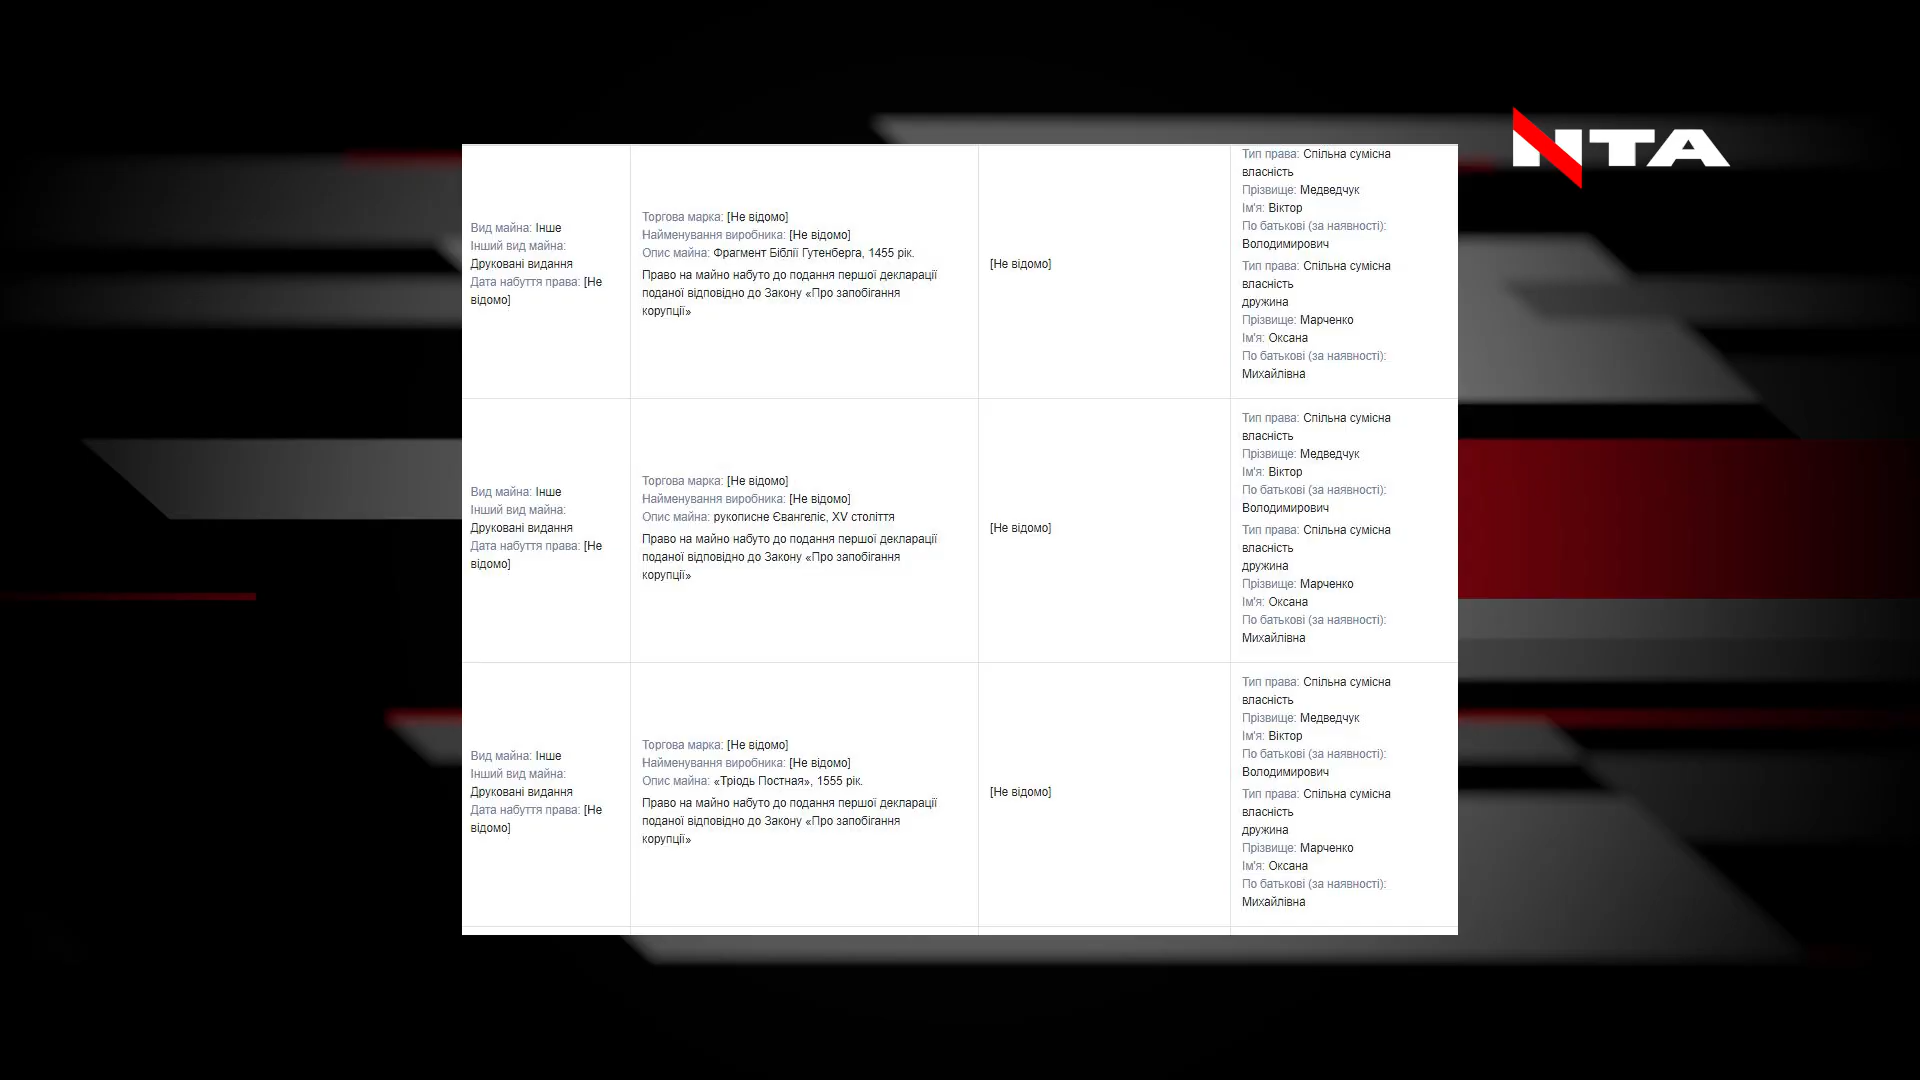 NTA
Вид майна: Інше
Інший вид майна:
Друковані видання
Дата набуття права: [Не
відомо]
Торгова марка: [Не відомо]
Найменування виробника: [Не відомо]
Опис майна: Фрагмент Біблії Гутенберга, 1455 рік.
Право на майно набуто до подання першої декларації
поданої відповідно до Закону «Про запобігання
корупції»
[Не відомо]
Тип права: Спільна сумісна
власність
Прізвище: Медведчук
Ім'я: Віктор
По батькові (за наявності):
Володимирович
Тип права: Спільна сумісна
власність
дружина
Прізвище: Марченко
Ім'я: Оксана
По батькові (за наявності):
Михайлівна
Вид майна: Інше
Інший вид майна:
Друковані видання
Дата набуття права: [Не
відомо]
Торгова марка: [Не відомо]
Найменування виробника: [Не відомо]
Опис майна: рукописне Євангеліє, XV століття
Право на майно набуто до подання першої декларації
поданої відповідно до Закону «Про запобігання
корупції»
[Не відомо]
Тип права: Спільна сумісна
власність
Прізвище: Медведчук
Ім'я: Віктор
По батькові (за наявності):
Володимирович
Тип права: Спільна сумісна
власність
дружина
Прізвище: Марченко
Ім'я: Оксана
По батькові (за наявності):
Михайлівна
Вид майна: Інше
Інший вид майна:
Друковані видання
Дата набуття права: [Не
відомо]
Торгова марка: [Не відомо]
Найменування виробника: [Не відомо]
Опис майна: «Тріодь Постная», 1555 рік.
Право на майно набуто до подання першої декларації
поданої відповідно до Закону «Про запобігання
корупції»
[Не відомо]
Тип права: Спільна сумісна
власність
Прізвище: Медведчук
Ім'я: Віктор
По батькові (за наявності):
Володимирович
Тип права: Спільна сумісна
власність
дружина
Прізвище: Марченко
Ім'я: Оксана
По батькові (за наявності):
Михайлівна